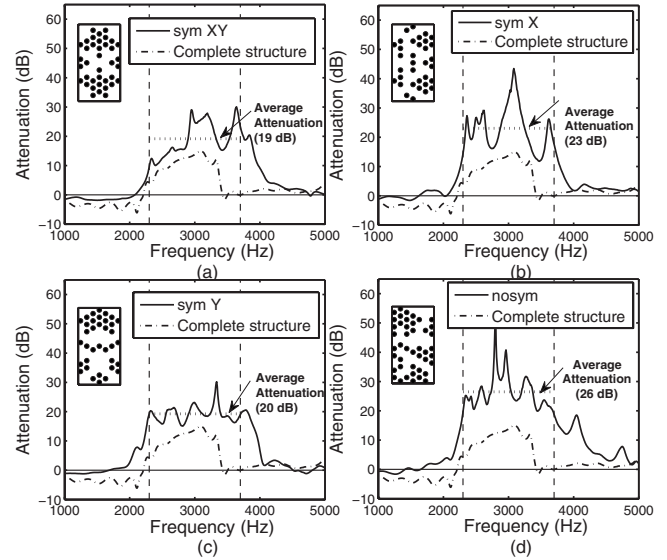 60
50
40
30
20
10
0
−10
Attenuation (dB)
sym XY
Complete structure
Average
Attenuation
(19 dB)
1000 2000 3000 4000 5000
Frequency (Hz)
(a)
60
50
40
30
20
10
0
−10
Attenuation (dB)
sym X
Complete structure
Average
Attenuation
(23 dB)
1000 2000 3000 4000 5000
Frequency (Hz)
(b)
60
50
40
30
20
10
0
−10
Attenuation (dB)
sym Y
Complete structure
Average
Attenuation
(20 dB)
1000 2000 3000 4000 5000
Frequency (Hz)
(c)
60
50
40
30
20
10
0
−10
Attenuation (dB)
nosym
Complete structure
Average
Attenuation
(26 dB)
1000 2000 3000 4000 5000
Frequency (Hz)
(d)